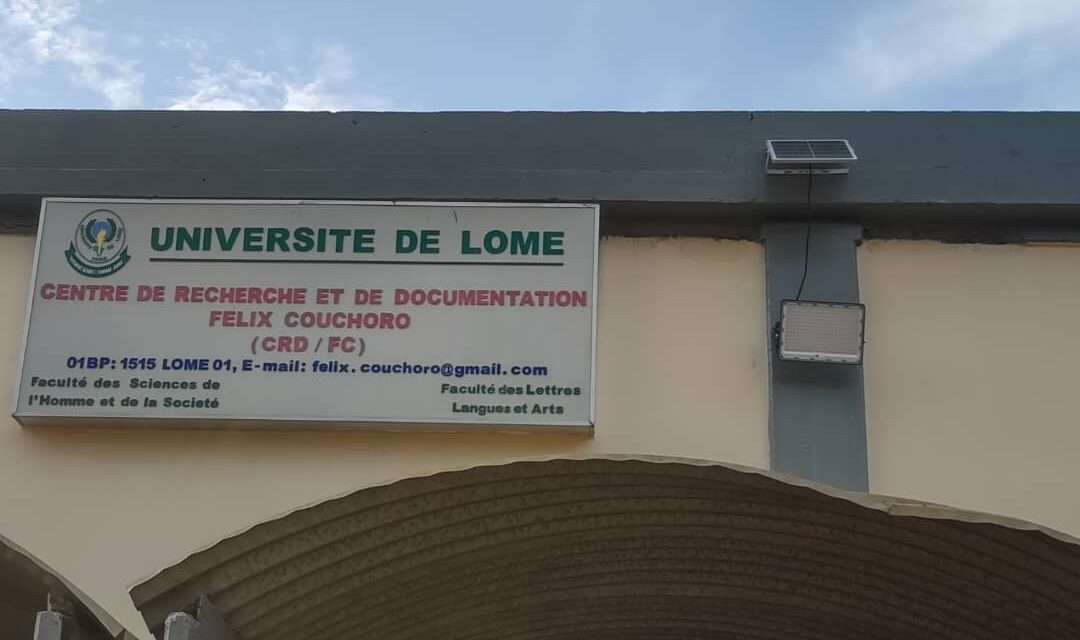 UNIVERSITE DE LOME
CENTRE DE RECHERCHE ET DE DOCUMENTATION
FELIX COUCHORO
(CRD / FC)
01BP: 1515 LOME 01, E-mail: felix.couchoro@gmail.com
Faculté des Sciences de
l'Homme et de la Societé
Faculté des Lettres
Langues et Arts